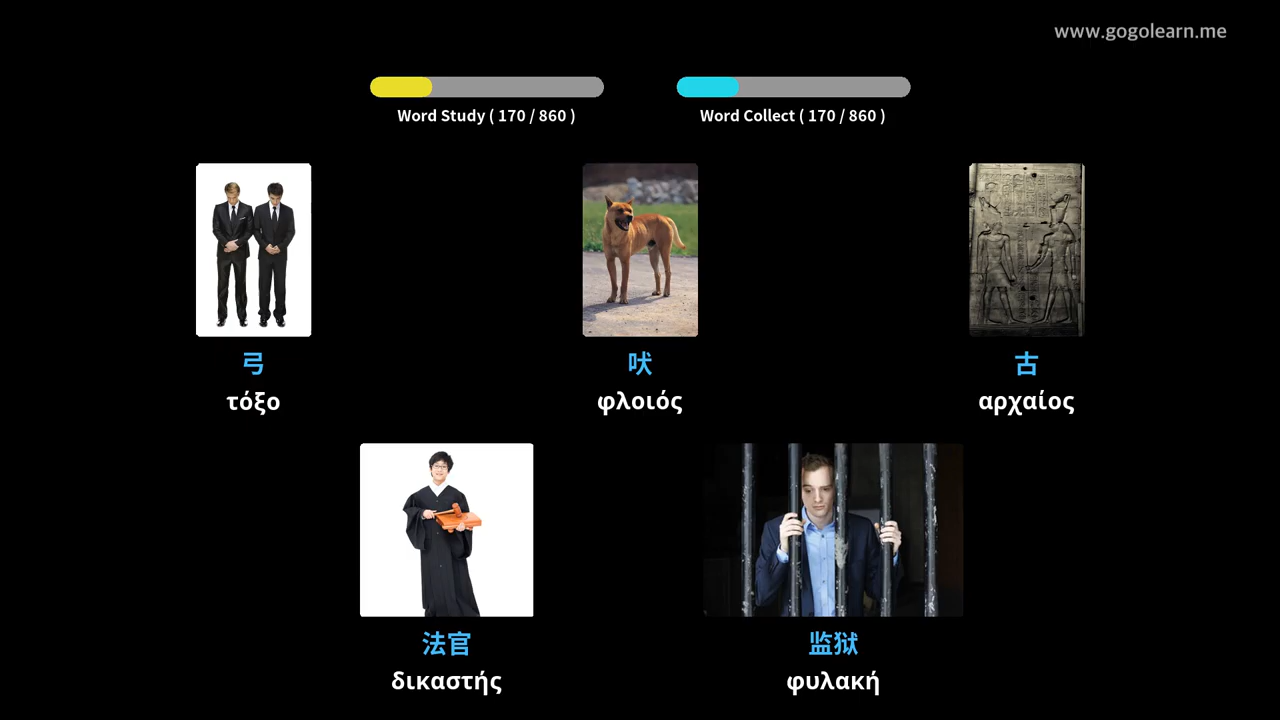 www.gogolearn.me
Word Study ( 170 / 860 )
Word Collect ( 170 / 860 )
弓
τόξο
吠
φλοιός
古
αρχαίος
法官
δικαστής
监狱
φυλακή